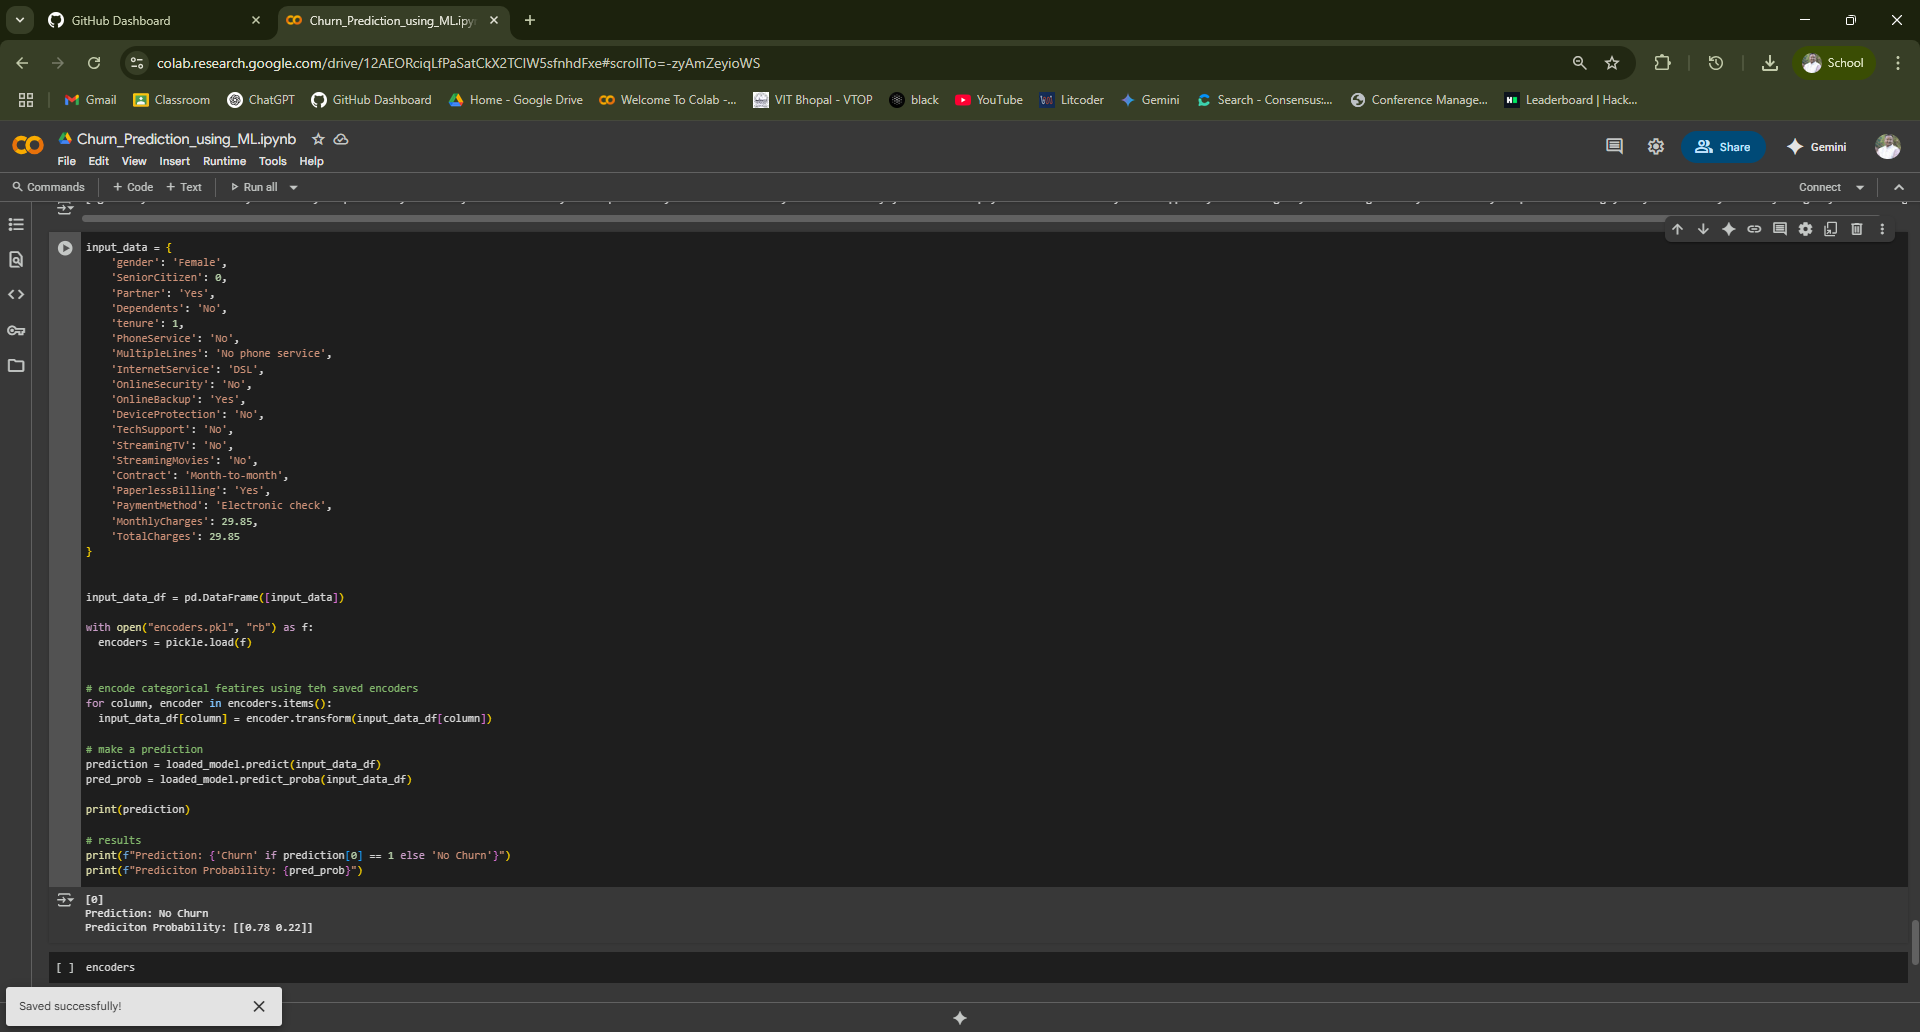 GitHub Dashboard
Churn_Prediction_using_ML.ipy
colab.research.google.com/drive/12AEORciqLfPaSatCkX2TCIW5sfnhdFxe#scrollTo=-zyAmZeyioWS
School
Gmail
Classroom
ChatGPT
GitHub Dashboard
Home - Google Drive
Welcome To Colab -...
VIT Bhopal - VTOP
black
YouTube
Litcoder
Gemini
Search - Consensus:...
Conference Manage...
Leaderboard | Hack...
Churn_Prediction_using_ML.ipynb
File Edit View Insert Runtime Tools Help
Share
Gemini
Commands
+ Code
+ Text
Run all
Connect
input_data = {
'gender': 'Female',
'SeniorCitizen': 0,
'Partner': 'Yes',
'Dependents': 'No',
'tenure': 1,
'PhoneService': 'No',
'MultipleLines': 'No phone service',
'InternetService': 'DSL',
'OnlineSecurity': 'No',
'OnlineBackup': 'Yes',
'DeviceProtection': 'No',
'TechSupport': 'No',
'StreamingTV': 'No',
'StreamingMovies': 'No',
'Contract': 'Month-to-month',
'PaperlessBilling': 'Yes',
'PaymentMethod': 'Electronic check',
'MonthlyCharges': 29.85,
'TotalCharges': 29.85
}
input_data_df = pd.DataFrame([input_data])
with open("encoders.pkl", "rb") as f:
encoders = pickle.load(f)
# encode categorical featires using teh saved encoders
for column, encoder in encoders.items():
input_data_df[column] = encoder.transform(input_data_df[column])
# make a prediction
prediction = loaded_model.predict(input_data_df)
pred_prob = loaded_model.predict_proba(input_data_df)
print(prediction)
# results
print(f"Prediction: {'Churn' if prediction[0] == 1 else 'No Churn'}")
print(f"Prediciton Probability: {pred_prob}")
[0]
Prediction: No Churn
Prediciton Probability: [[0.78 0.22]]
[ ] encoders
Saved successfully!